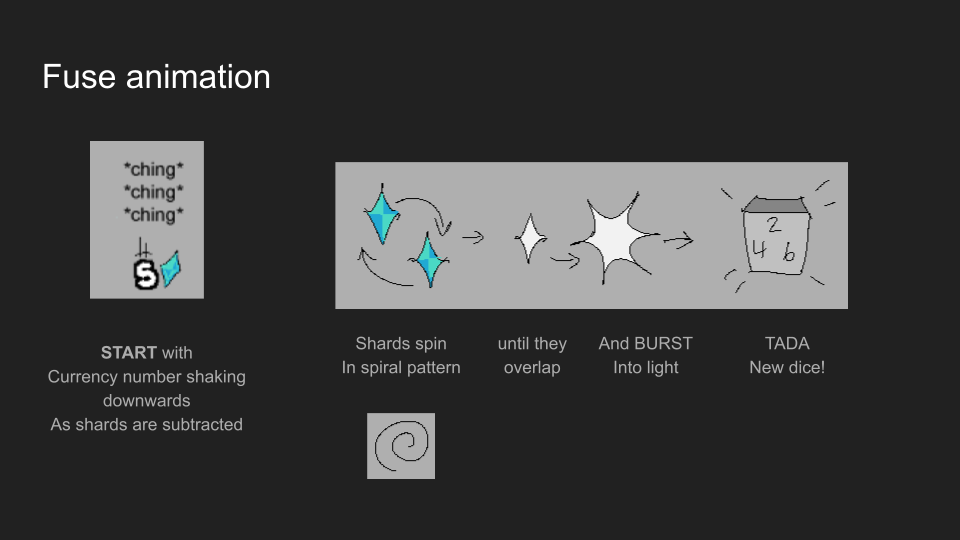 Fuse animation
*ching*
*ching*
*ching*
S
START with
Currency number shaking
downwards
As shards are subtracted
2
4 6
Shards spin
In spiral pattern
until they
overlap
And BURST
Into light
TADA
New dice!